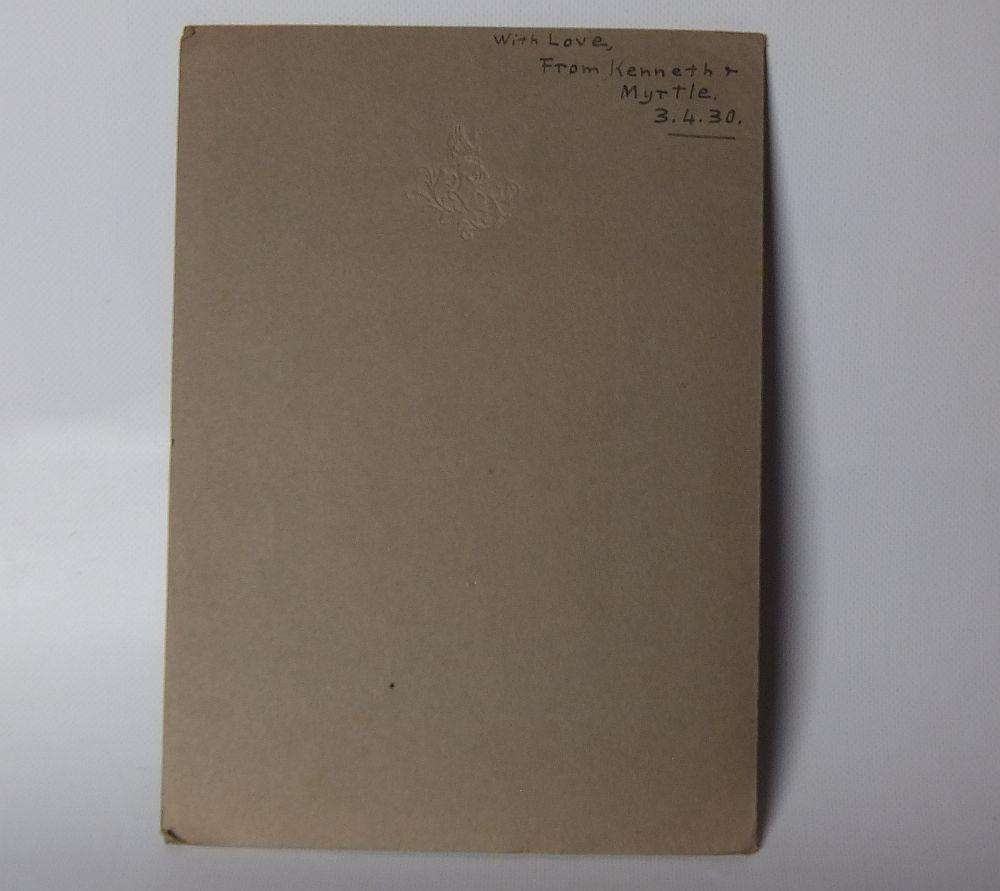 With Love,
From Kenneth &
Myrtle.
3.4.30.